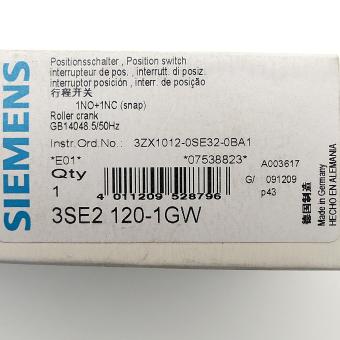 SIEMENS
Positionsschalter , Position switch
interrupteur de pos. , interrutt. di posiz.
interruptor de posición , lägesbrytare
行程开关
1NO+1NC (snap)
Roller crank
GB14048.5/50Hz
Instr.Ord.No.: 3ZX1012-0SE32-0BA1
*E01* *07538823* A003617
Qty G/ 091209
1 p43
4 011209 528796
3SE2 120-1GW
德国制造
Made in Germany
HECHO EN ALEMANIA